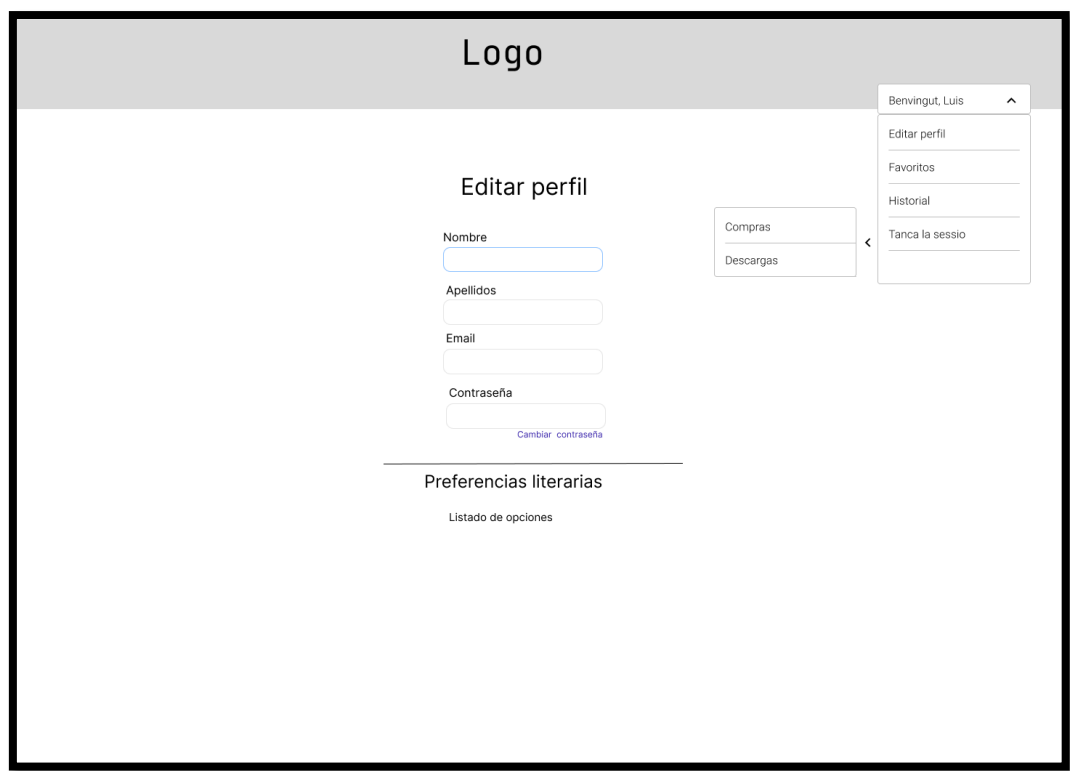 Logo
Benvingut, Luis
Editar perfil
Favoritos
Historial
Tanca la sessio
Compras
Descargas
Editar perfil
Nombre
Apellidos
Email
Contraseña
Cambiar contraseña
Preferencias literarias
Listado de opciones